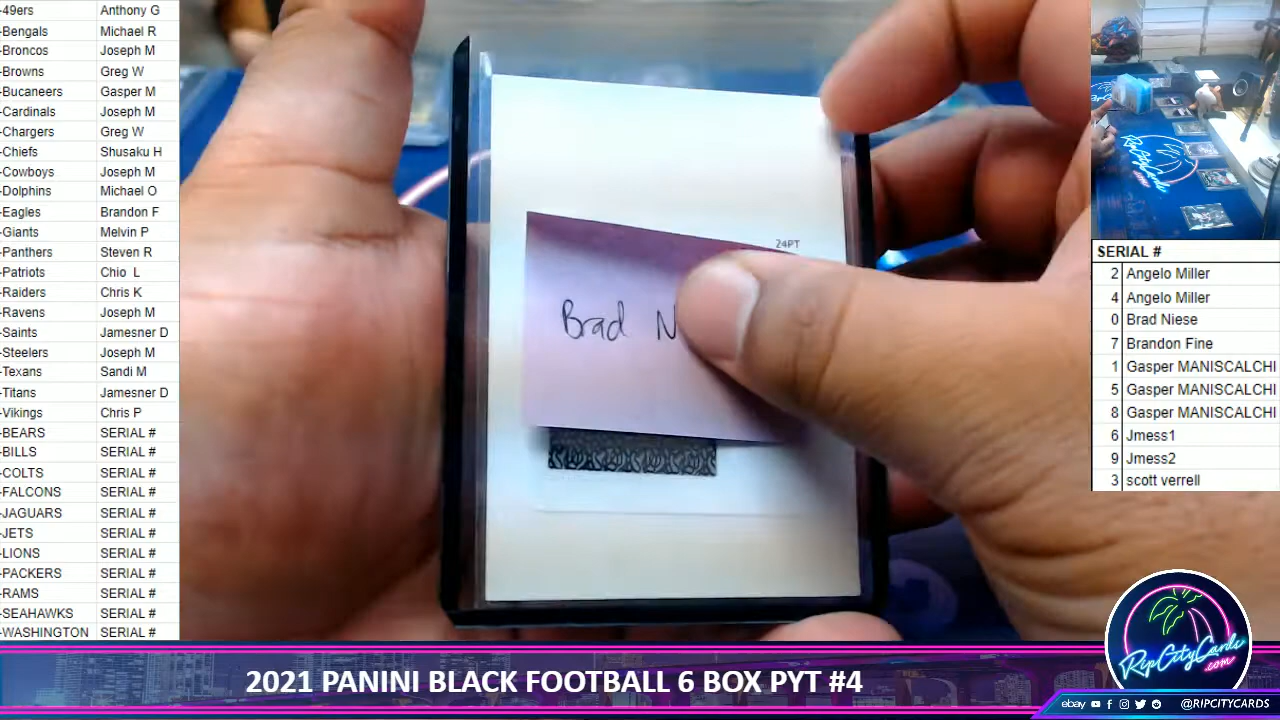 -49ers Anthony G
-Bengals Michael R
-Broncos Joseph M
-Browns Greg W
-Bucaneers Gasper M
-Cardinals Joseph M
-Chargers Greg W
-Chiefs Shusaku H
-Cowboys Joseph M
-Dolphins Michael O
-Eagles Brandon F
-Giants Melvin P
-Panthers Steven R
-Patriots Chio L
-Raiders Chris K
-Ravens Joseph M
-Saints Jamesner D
-Steelers Joseph M
-Texans Sandi M
-Titans Jamesner D
-Vikings Chris P
-BEARS SERIAL #
-BILLS SERIAL #
-COLTS SERIAL #
-FALCONS SERIAL #
-JAGUARS SERIAL #
-JETS SERIAL #
-LIONS SERIAL #
-PACKERS SERIAL #
-RAMS SERIAL #
-SEAHAWKS SERIAL #
-WASHINGTON SERIAL #
24PT
Brad N
RipCityCards
SERIAL #
2 Angelo Miller
4 Angelo Miller
0 Brad Niese
7 Brandon Fine
1 Gasper MANISCALCHI
5 Gasper MANISCALCHI
8 Gasper MANISCALCHI
6 Jmess1
9 Jmess2
3 scott verrell
2021 PANINI BLACK FOOTBALL 6 BOX PYT #4
RipCityCards
.com
ebay @RIPCITYCARDS